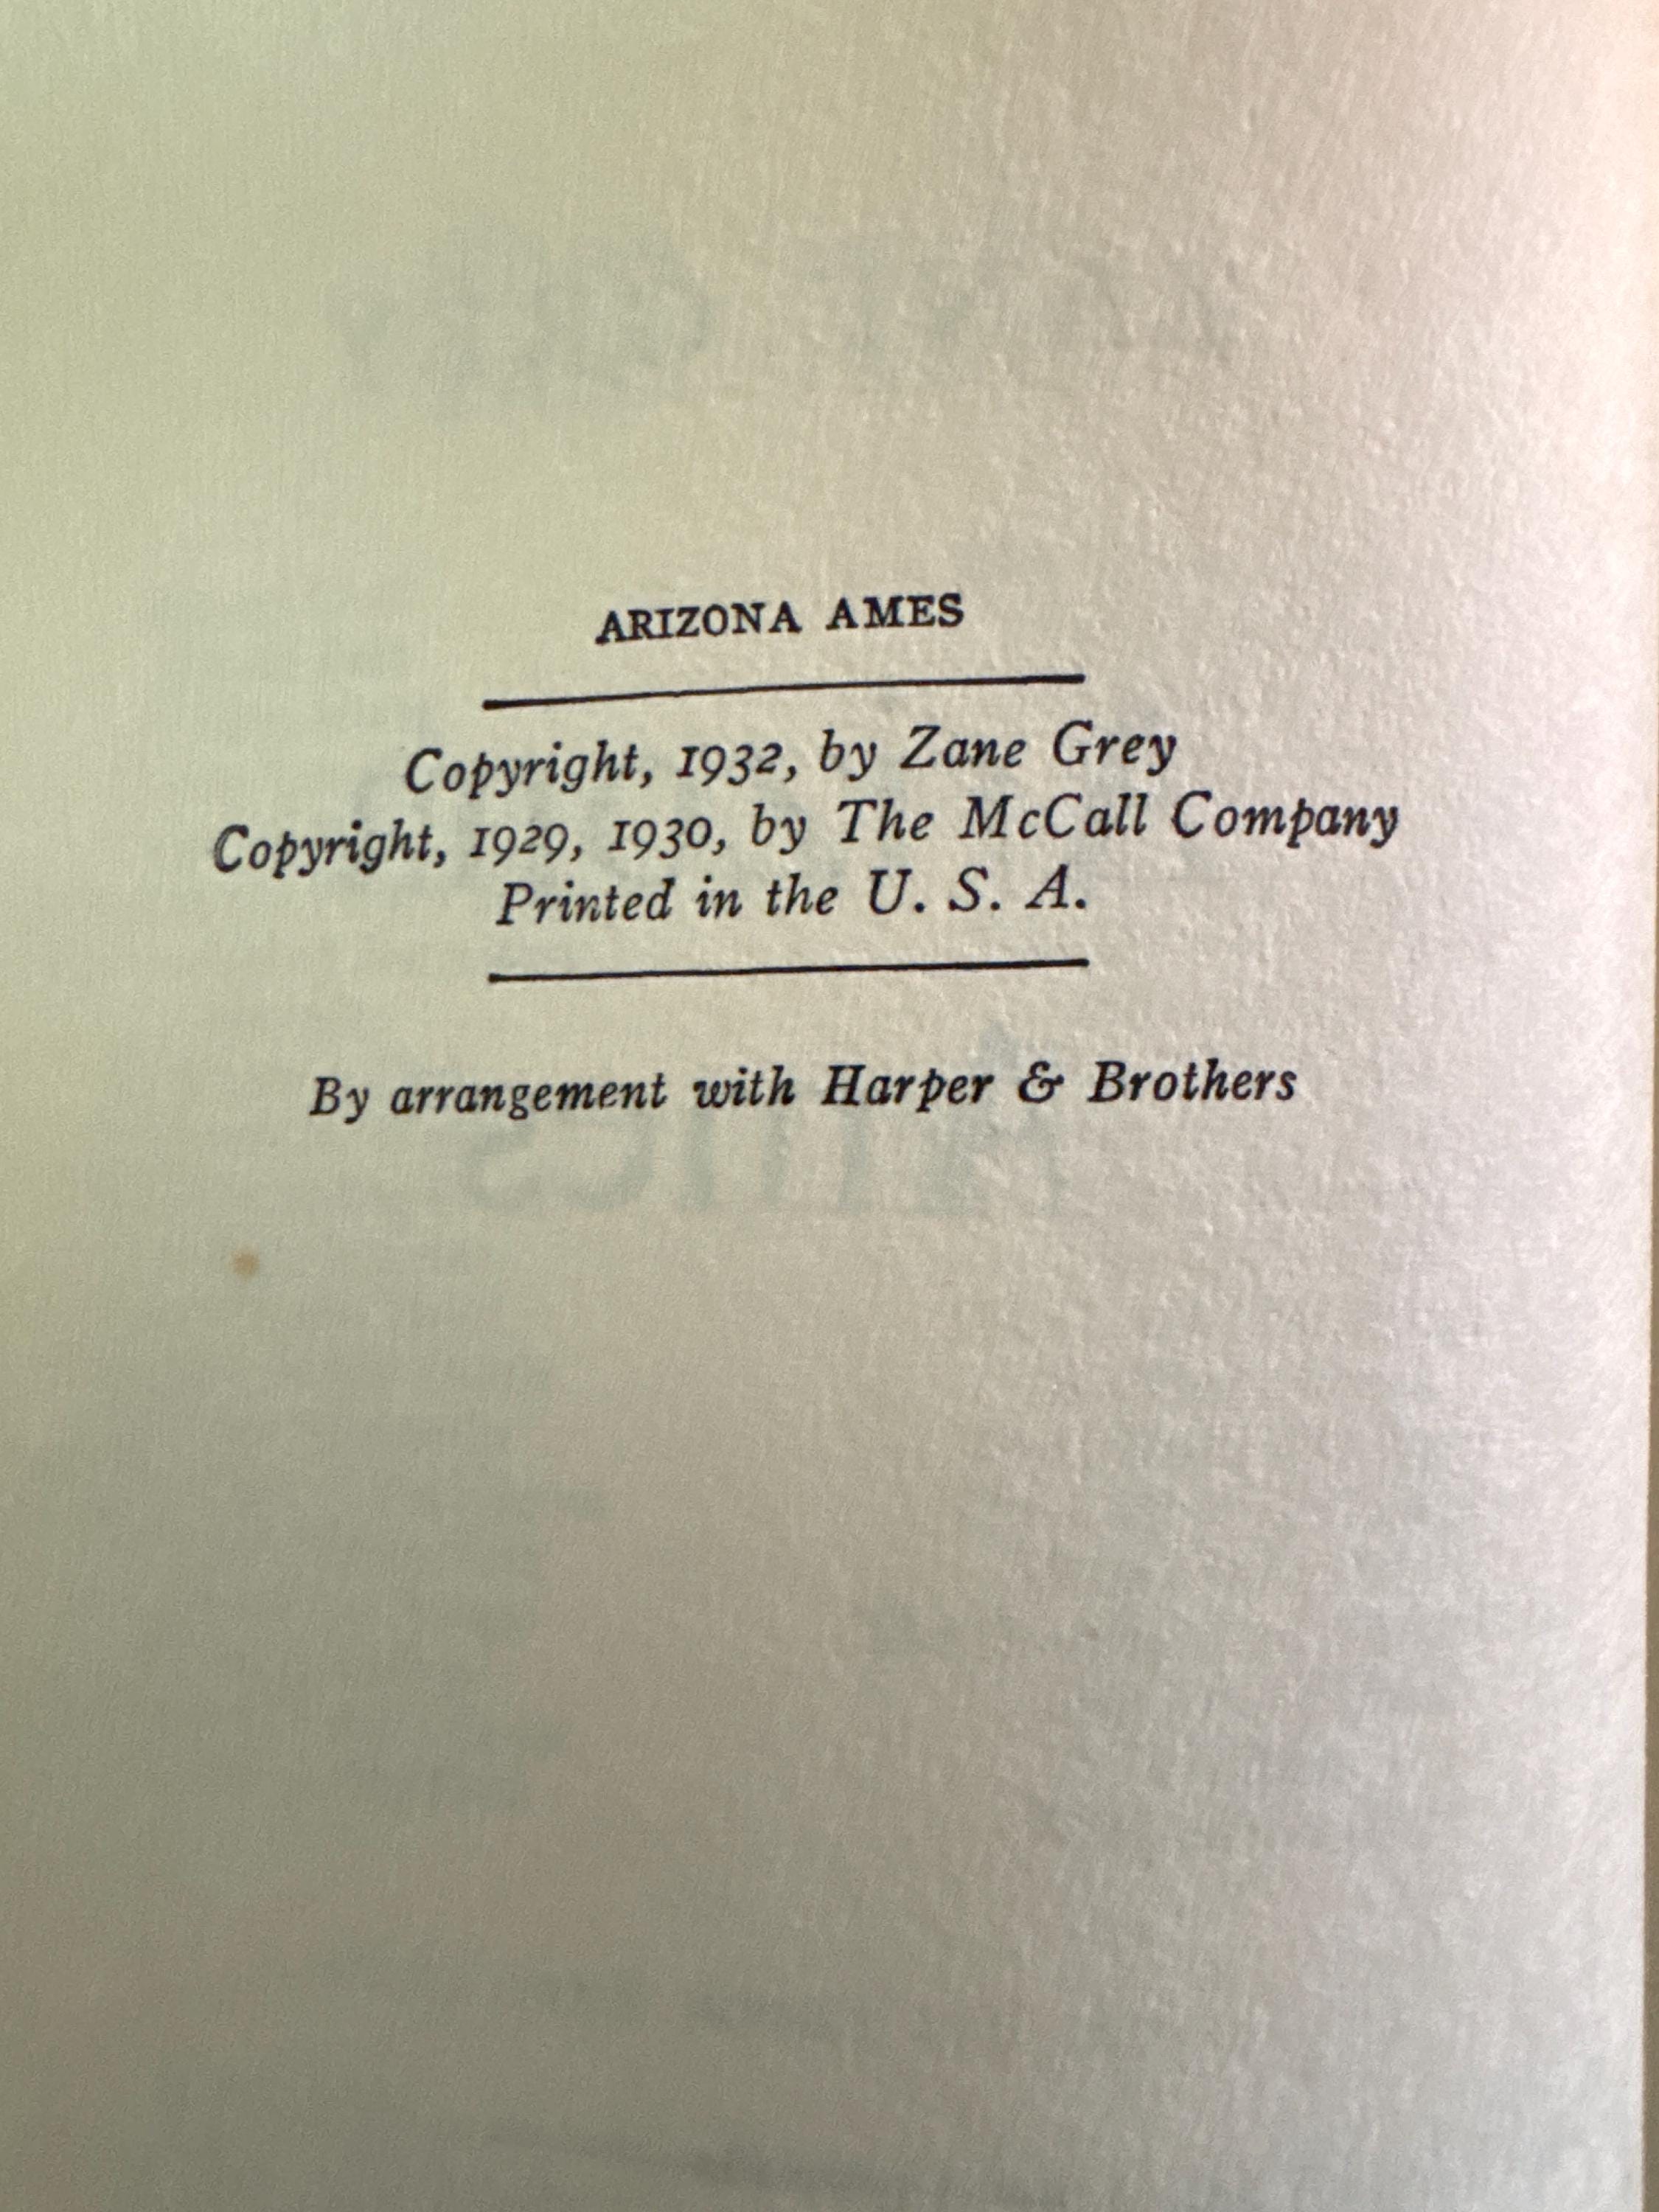 ARIZONA AMES
Copyright, 1932, by Zane Grey
Copyright, 1929, 1930, by The McCall Company
Printed in the U. S. A.
By arrangement with Harper & Brothers